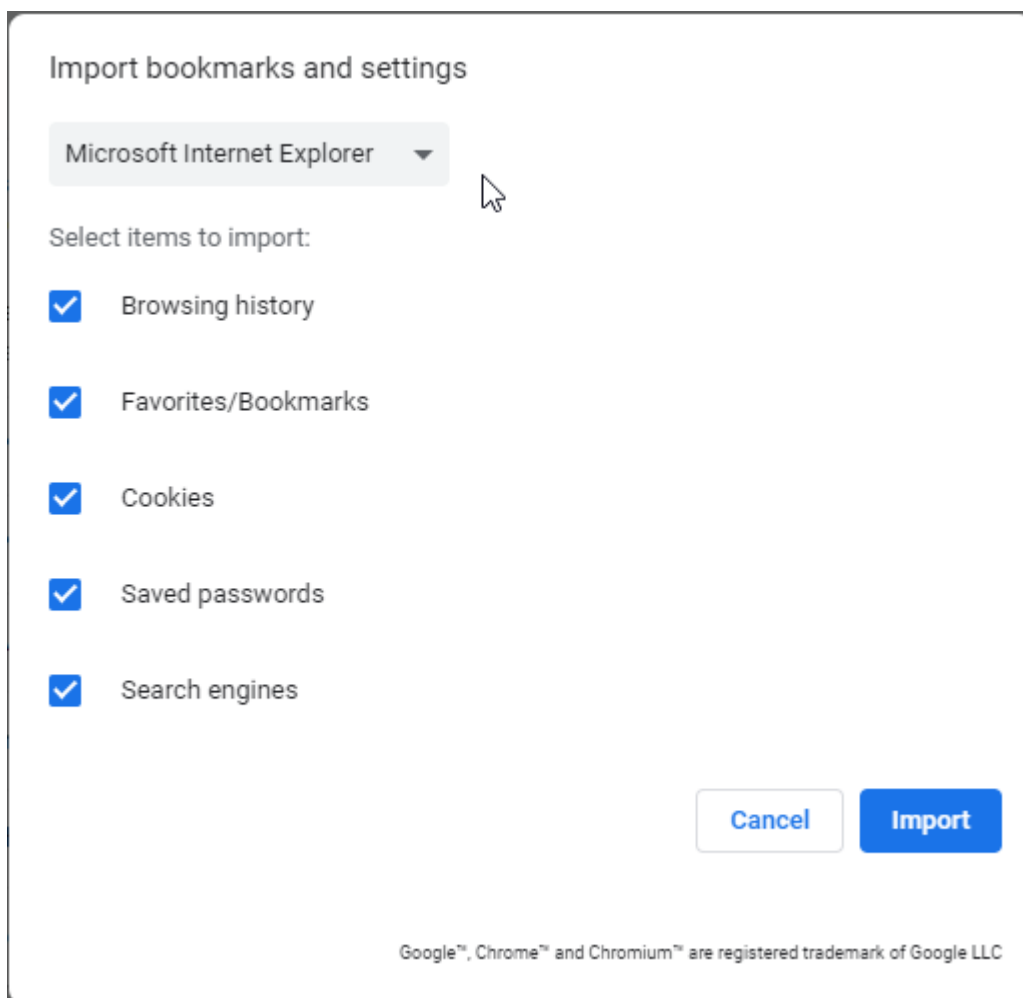 Import bookmarks and settings
Microsoft Internet Explorer
Select items to import:
Browsing history
Favorites/Bookmarks
Cookies
Saved passwords
Search engines
Cancel Import
Google™, Chrome™ and Chromium™ are registered trademark of Google LLC